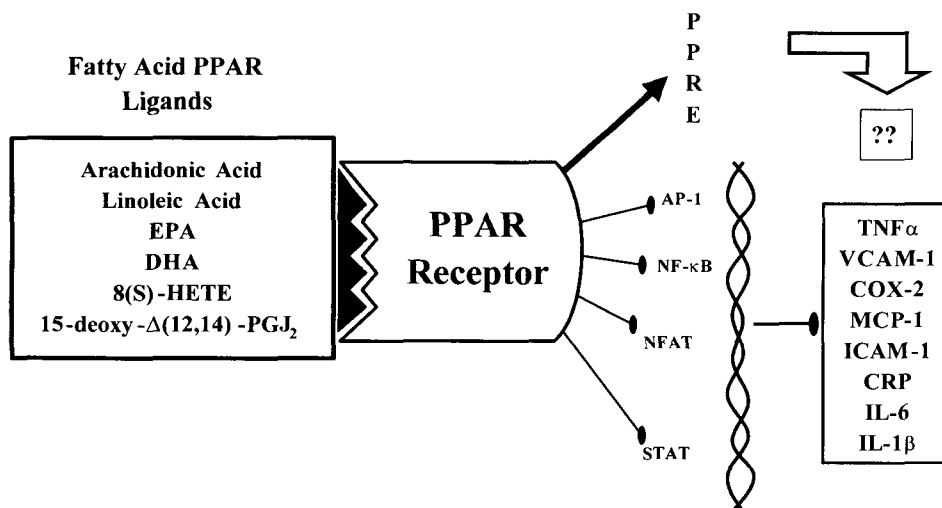 Fatty Acid PPAR
Ligands
Arachidonic Acid
Linoleic Acid
EPA
DHA
8(S)-HETE
15-deoxy-Δ(12,14)-PGJ₂
PPAR
Receptor
P
P
R
E
AP-1
NF-κB
NFAT
STAT
??
TNFα
VCAM-1
COX-2
MCP-1
ICAM-1
CRP
IL-6
IL-1β